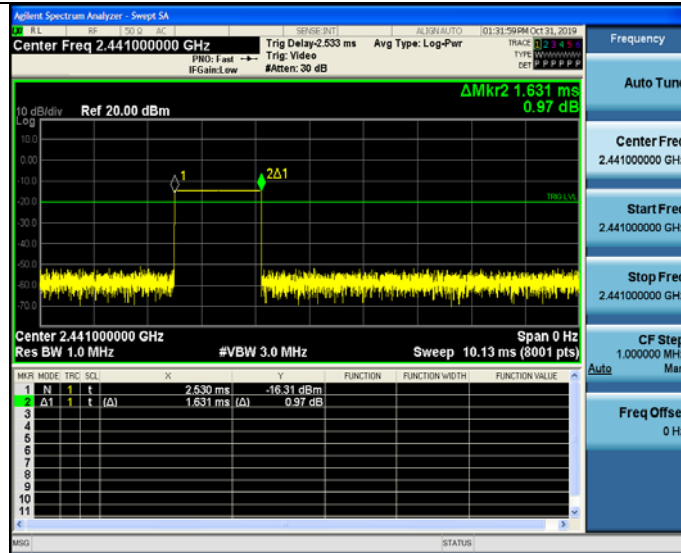 Agilent Spectrum Analyzer - Swept SA
RL RF 50 Ω AC SENSE:INT ALIGNAUTO 01:31:59 PM Oct 31, 2019
Center Freq 2.441000000 GHz
PNO: Fast
IFGain:Low
Trig Delay-2.533 ms
Trig: Video
#Atten: 30 dB
Avg Type: Log-Pwr
TRACE 1 2 3 4 5 6
TYPE WWWWWW
DET P P P P P P
ΔMkr2 1.631 ms
0.97 dB
10 dB/div Ref 20.00 dBm
Log
10.0
0.00
-10.0
-20.0
-30.0
-40.0
-50.0
-60.0
-70.0
1
2Δ1
TRIG LVL
Center 2.441000000 GHz Span 0 Hz
Res BW 1.0 MHz #VBW 3.0 MHz Sweep 10.13 ms (8001 pts)
MKR MODE TRC SCL X Y FUNCTION FUNCTION WIDTH FUNCTION VALUE
1 N 1 t 2.530 ms -16.31 dBm
2 Δ1 1 t (Δ) 1.631 ms (Δ) 0.97 dB
3
4
5
6
7
8
9
10
11
MSG STATUS
Frequency
Auto Tune
Center Freq
2.441000000 GHz
Start Freq
2.441000000 GHz
Stop Freq
2.441000000 GHz
CF Step
1.000000 MHz
Auto Man
Freq Offset
0 Hz